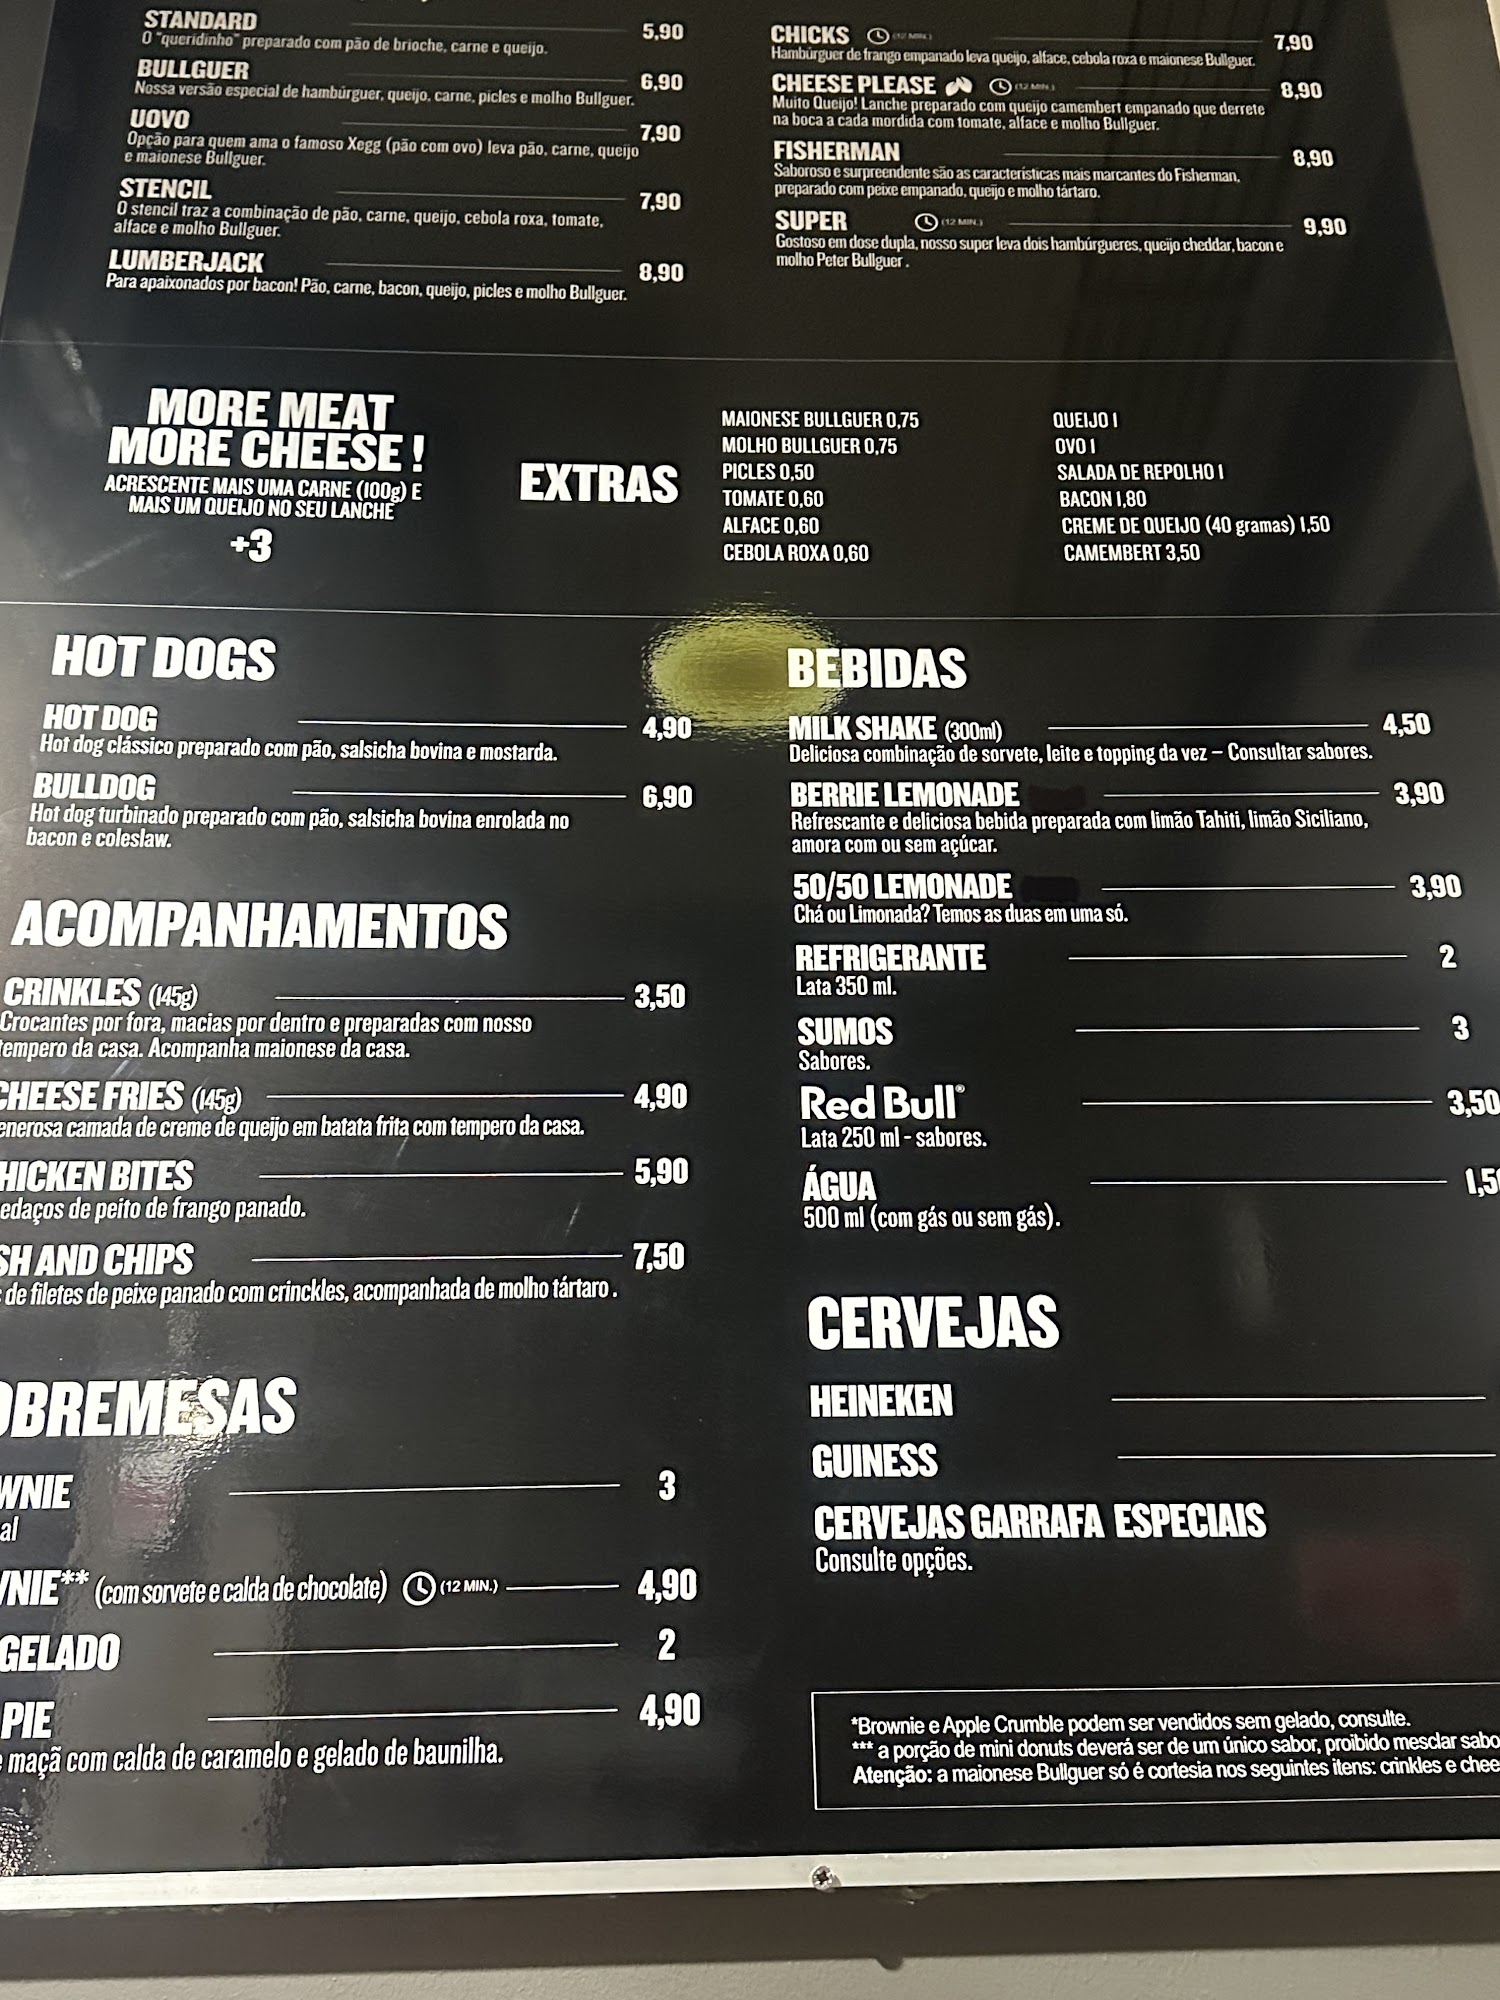 STANDARD 5,90
O "queridinho" preparado com pão de brioche, carne e queijo.
BULLGUER 6,90
Nossa versão especial de hambúrguer, queijo, carne, picles e molho Bullguer.
UOVO 7,90
Opção para quem ama o famoso Xegg (pão com ovo) leva pão, carne, queijo
e maionese Bullguer.
STENCIL 7,90
O stencil traz a combinação de pão, carne, queijo, cebola roxa, tomate,
alface e molho Bullguer.
LUMBERJACK 8,90
Para apaixonados por bacon! Pão, carne, bacon, queijo, picles e molho Bullguer.
CHICKS (12 MIN.) 7,90
Hambúrguer de frango empanado leva queijo, alface, cebola roxa e maionese Bullguer.
CHEESE PLEASE (12 MIN.) 8,90
Muito Queijo! Lanche preparado com queijo camembert empanado que derrete
na boca a cada mordida com tomate, alface e molho Bullguer.
FISHERMAN 8,90
Saboroso e surpreendente são as características mais marcantes do Fisherman,
preparado com peixe empanado, queijo e molho tártaro.
SUPER (12 MIN.) 9,90
Gostoso em dose dupla, nosso super leva dois hambúrgueres, queijo cheddar, bacon e
molho Peter Bullguer .
MORE MEAT
MORE CHEESE !
ACRESCENTE MAIS UMA CARNE (100g) E
MAIS UM QUEIJO NO SEU LANCHE
+3
EXTRAS
MAIONESE BULLGUER 0,75
MOLHO BULLGUER 0,75
PICLES 0,50
TOMATE 0,60
ALFACE 0,60
CEBOLA ROXA 0,60
QUEIJO 1
OVO 1
SALADA DE REPOLHO 1
BACON 1,80
CREME DE QUEIJO (40 gramas) 1,50
CAMEMBERT 3,50
HOT DOGS
HOT DOG 4,90
Hot dog clássico preparado com pão, salsicha bovina e mostarda.
BULLDOG 6,90
Hot dog turbinado preparado com pão, salsicha bovina enrolada no
bacon e coleslaw.
ACOMPANHAMENTOS
CRINKLES (145g) 3,50
Crocantes por fora, macias por dentro e preparadas com nosso
tempero da casa. Acompanha maionese da casa.
CHEESE FRIES (145g) 4,90
enerosa camada de creme de queijo em batata frita com tempero da casa.
HICKEN BITES 5,90
edaços de peito de frango panado.
SH AND CHIPS 7,50
de filetes de peixe panado com crinckles, acompanhada de molho tártaro .
OBREMESAS
WNIE 3
al
WNIE** (com sorvete e calda de chocolate) (12 MIN.) 4,90
GELADO 2
PIE 4,90
e maçã com calda de caramelo e gelado de baunilha.
BEBIDAS
MILK SHAKE (300ml) 4,50
Deliciosa combinação de sorvete, leite e topping da vez – Consultar sabores.
BERRIE LEMONADE 3,90
Refrescante e deliciosa bebida preparada com limão Tahiti, limão Siciliano,
amora com ou sem açúcar.
50/50 LEMONADE 3,90
Chá ou Limonada? Temos as duas em uma só.
REFRIGERANTE 2
Lata 350 ml.
SUMOS 3
Sabores.
Red Bull® 3,50
Lata 250 ml - sabores.
ÁGUA 1,5
500 ml (com gás ou sem gás).
CERVEJAS
HEINEKEN
GUINESS
CERVEJAS GARRAFA ESPECIAIS
Consulte opções.
*Brownie e Apple Crumble podem ser vendidos sem gelado, consulte.
*** a porção de mini donuts deverá ser de um único sabor, proibido mesclar sabo
Atenção: a maionese Bullguer só é cortesia nos seguintes itens: crinkles e chee